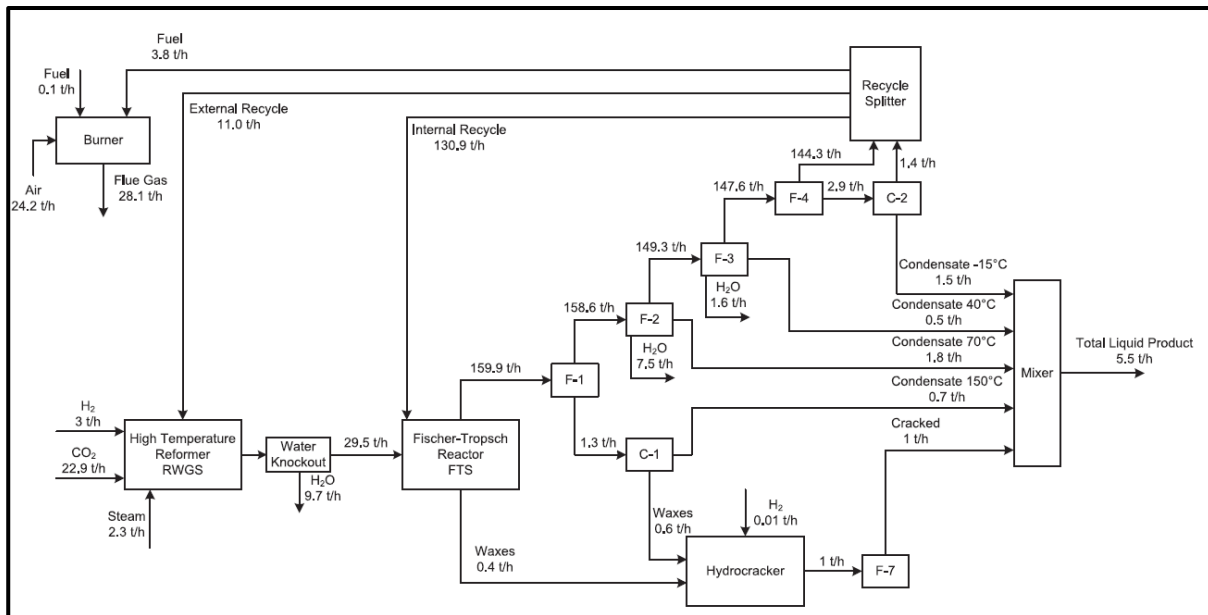 Fuel
3.8 t/h
Fuel
0.1 t/h
External Recycle
11.0 t/h
Internal Recycle
130.9 t/h
Recycle
Splitter
Burner
Air
24.2 t/h
Flue Gas
28.1 t/h
144.3 t/h
1.4 t/h
147.6 t/h
F-4
2.9 t/h
C-2
149.3 t/h
F-3
H₂O
1.6 t/h
Condensate -15°C
1.5 t/h
158.6 t/h
F-2
H₂O
7.5 t/h
Condensate 40°C
0.5 t/h
Condensate 70°C
1.8 t/h
159.9 t/h
F-1
Condensate 150°C
0.7 t/h
Mixer
Total Liquid Product
5.5 t/h
H₂
3 t/h
CO₂
22.9 t/h
High Temperature
Reformer
RWGS
Steam
2.3 t/h
Water
Knockout
H₂O
9.7 t/h
29.5 t/h
Fischer-Tropsch
Reactor
FTS
1.3 t/h
C-1
Cracked
1 t/h
Waxes
0.4 t/h
Waxes
0.6 t/h
H₂
0.01 t/h
Hydrocracker
1 t/h
F-7